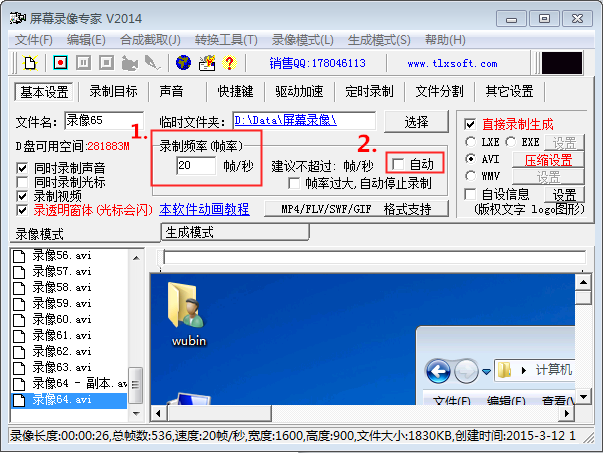 屏幕录像专家 V2014
文件(F) 编辑(E) 合成截取(J) 转换工具(T) 录像模式(L) 生成模式(S) 帮助(H)
销售QQ:178046113 www.tlxsoft.com
基本设置 录制目标 声音 快捷键 驱动加速 定时录制 文件分割 其它设置
文件名: 录像65 临时文件夹: D:\Data\屏幕录像\ 选择
1. 2.
D盘可用空间:281883M
录制频率(帧率)
20 帧/秒 建议不超过: 帧/秒 自动
帧率过大,自动停止录制
同时录制声音
同时录制光标
录制视频
录透明窗体(光标会闪)
本软件动画教程 MP4/FLV/SWF/GIF 格式支持
直接录制生成
LXE EXE 设置
AVI 压缩设置
WMV 设置
自设信息 设置
(版权文字 logo图形)
录像模式 生成模式
录像56.avi
录像57.avi
录像58.avi
录像59.avi
录像60.avi
录像61.avi
录像62.avi
录像63.avi
录像64 - 副本.av
录像64.avi
wubin
计算机
文件(F) 编辑(E) 查看(V)
录像长度:00:00:26,总帧数:536,速度:20帧/秒,宽度:1600,高度:900,文件大小:1830KB,创建时间:2015-3-12 1